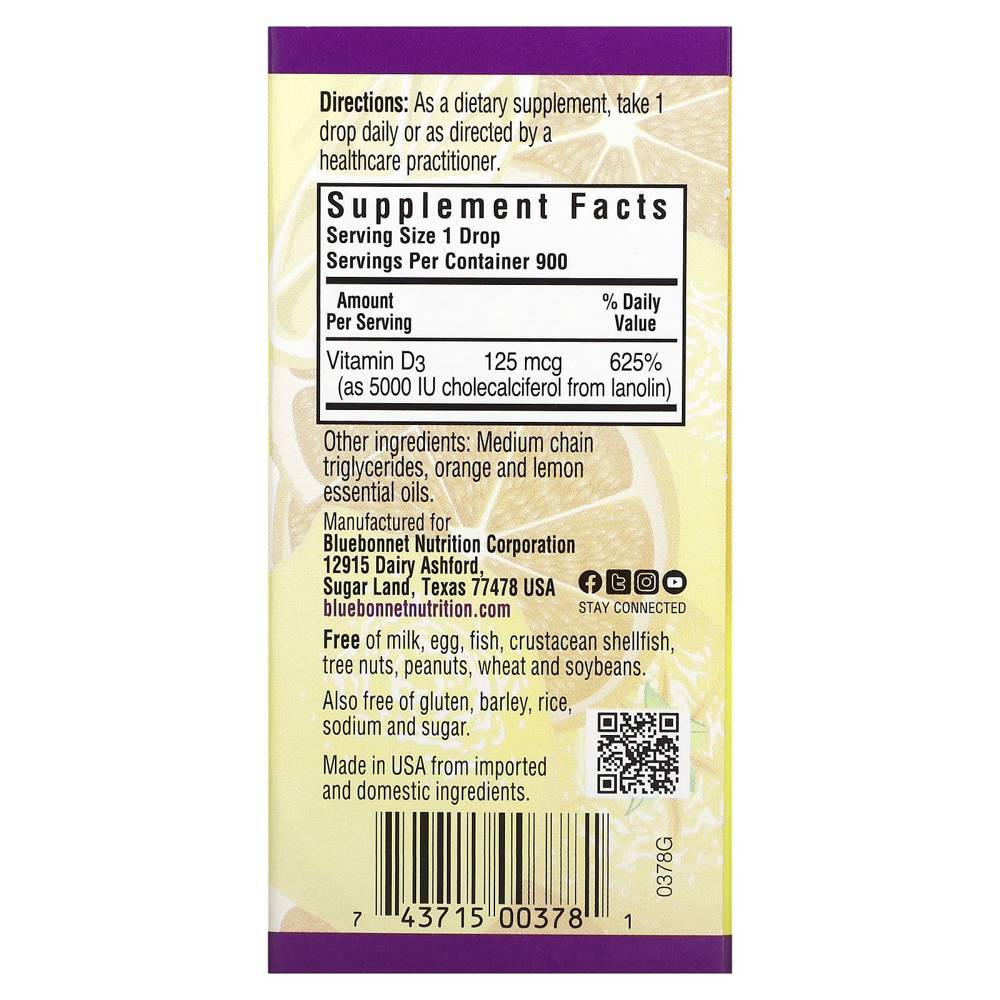 Directions: As a dietary supplement, take 1
drop daily or as directed by a
healthcare practitioner.
Supplement Facts
Serving Size 1 Drop
Servings Per Container 900
Amount Per Serving
% Daily Value
Vitamin D3 125 mcg 625%
(as 5000 IU cholecalciferol from lanolin)
Other ingredients: Medium chain
triglycerides, orange and lemon
essential oils.
Manufactured for
Bluebonnet Nutrition Corporation
12915 Dairy Ashford,
Sugar Land, Texas 77478 USA
bluebonnetnutrition.com
STAY CONNECTED
Free of milk, egg, fish, crustacean shellfish,
tree nuts, peanuts, wheat and soybeans.
Also free of gluten, barley, rice,
sodium and sugar.
Made in USA from imported
and domestic ingredients.
0378G
7 43715 00378 1